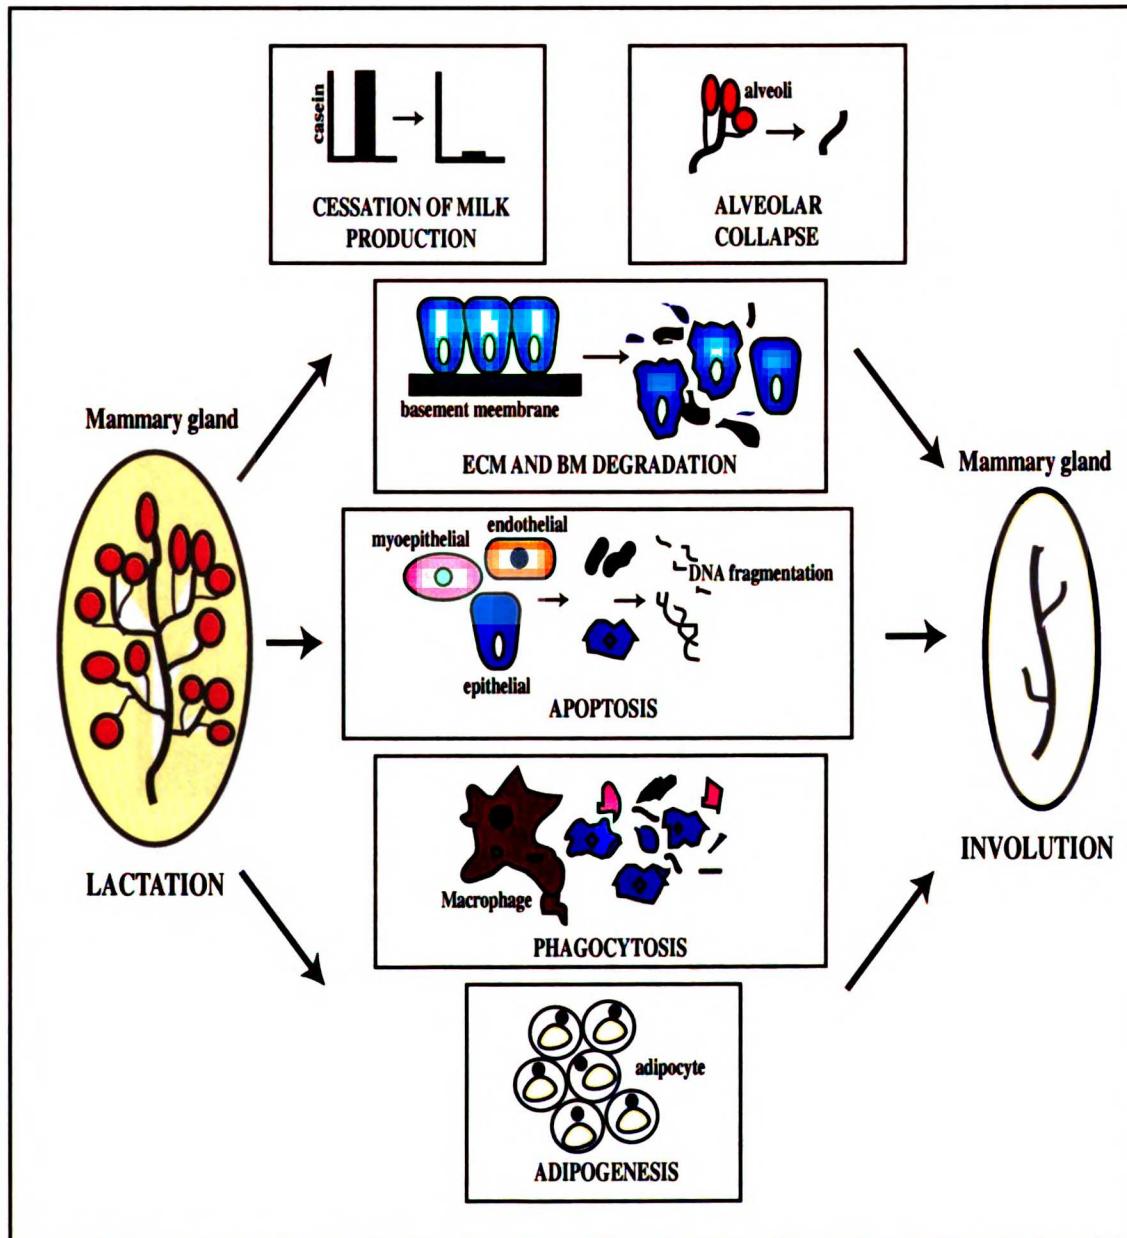 casein
CESSATION OF MILK
PRODUCTION
alveoli
ALVEOLAR
COLLAPSE
basement meembrane
ECM AND BM DEGRADATION
Mammary gland
LACTATION
myoepithelial
endothelial
epithelial
DNA fragmentation
APOPTOSIS
Macrophage
PHAGOCYTOSIS
adipocyte
ADIPOGENESIS
Mammary gland
INVOLUTION